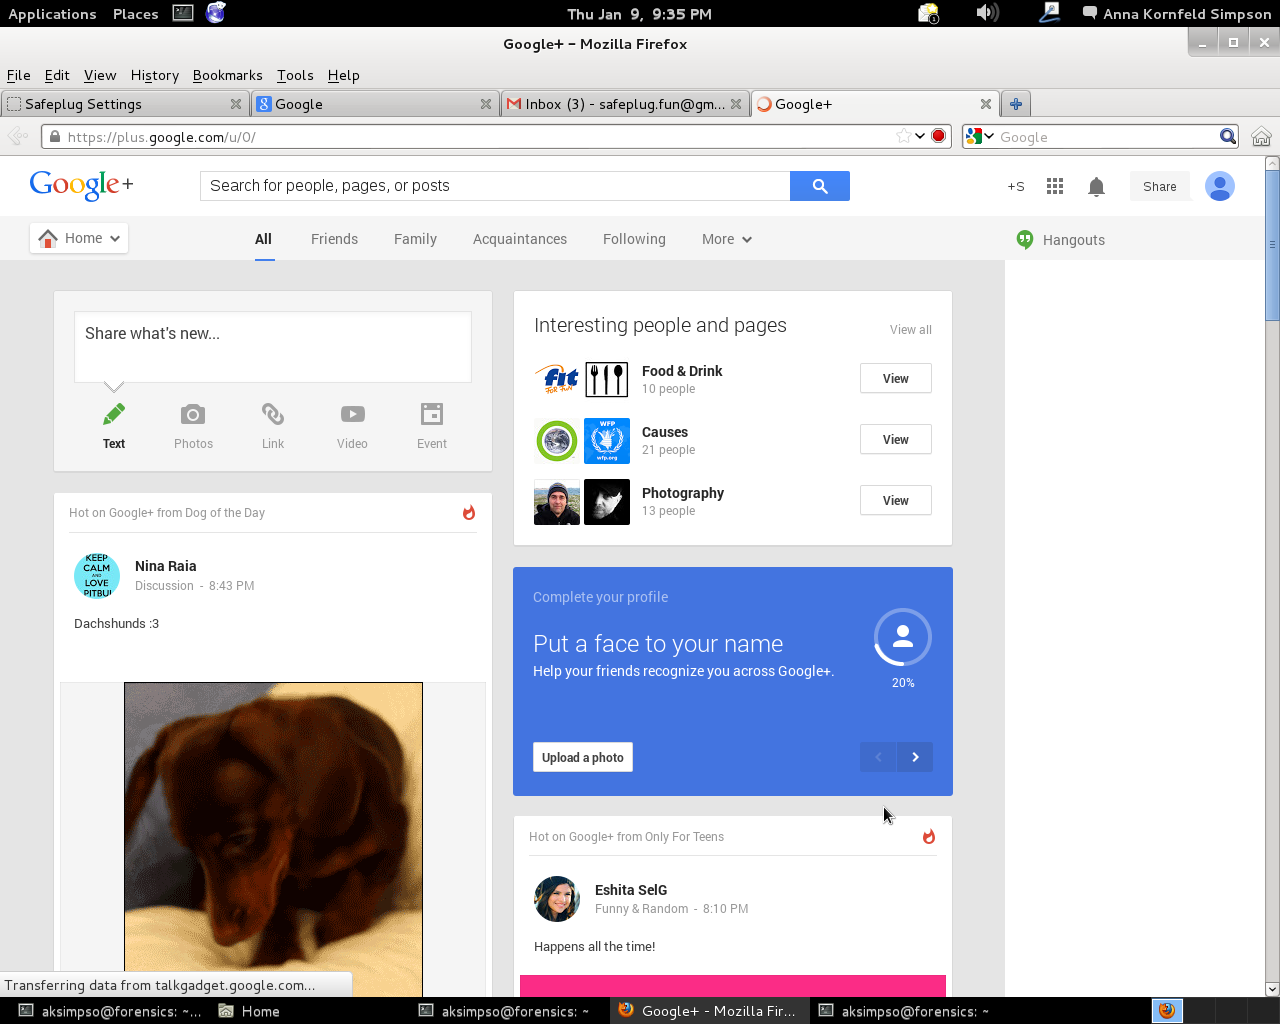 Applications Places Thu Jan 9, 9:35 PM 1 Anna Kornfeld Simpson
Google+ - Mozilla Firefox
File Edit View History Bookmarks Tools Help
Safeplug Settings Google Inbox (3) - safeplug.fun@gm... Google+
https://plus.google.com/u/0/ Google
Google+ Search for people, pages, or posts +S Share
Home All Friends Family Acquaintances Following More Hangouts
Share what's new...
Text Photos Link Video Event
Interesting people and pages View all
fit FOR FUN Food & Drink View
10 people
WFP wfp.org Causes View
21 people
Photography View
13 people
Hot on Google+ from Dog of the Day
KEEP
CALM
AND
LOVE
PITBUL
Nina Raia
Discussion - 8:43 PM
Dachshunds :3
Complete your profile
Put a face to your name
Help your friends recognize you across Google+.
20%
Upload a photo
Hot on Google+ from Only For Teens
Eshita SelG
Funny & Random - 8:10 PM
Happens all the time!
Transferring data from talkgadget.google.com...
aksimpso@forensics: ~... Home aksimpso@forensics: ~ Google+ - Mozilla Fir... aksimpso@forensics: ~